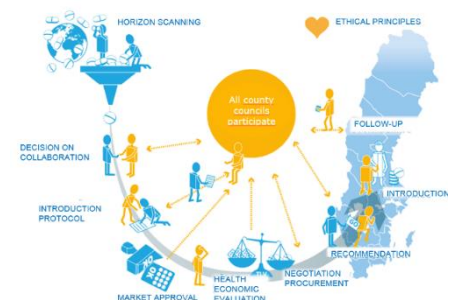 HORIZON SCANNING
ETHICAL PRINCIPLES
All county
councils
participate
FOLLOW-UP
DECISION ON
COLLABORATION
INTRODUCTION
INTRODUCTION
PROTOCOL
RECOMMENDATION
MARKET APPROVAL
HEALTH
ECONOMIC
EVALUATION
NEGOTIATION
PROCUREMENT